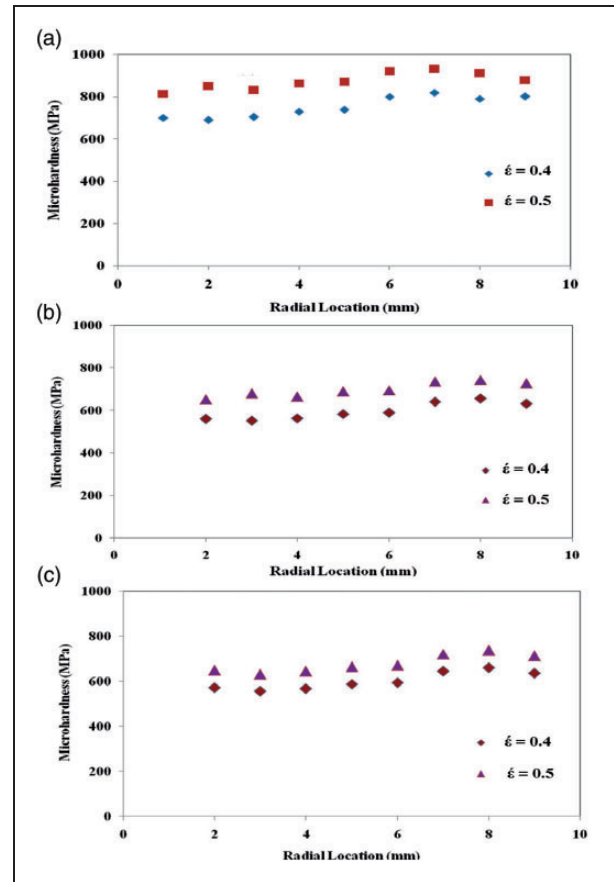 (a)
1000
800
600
400
200
0
Microhardness (MPa)
έ = 0.4
έ = 0.5
0 2 4 6 8 10
Radial Location (mm)
(b)
1000
800
600
400
200
0
Microhardness (MPa)
έ = 0.4
έ = 0.5
0 2 4 6 8 10
Radial Location (mm)
(c)
1000
800
600
400
200
0
Microhardness (MPa)
έ = 0.4
έ = 0.5
0 2 4 6 8 10
Radial Location (mm)